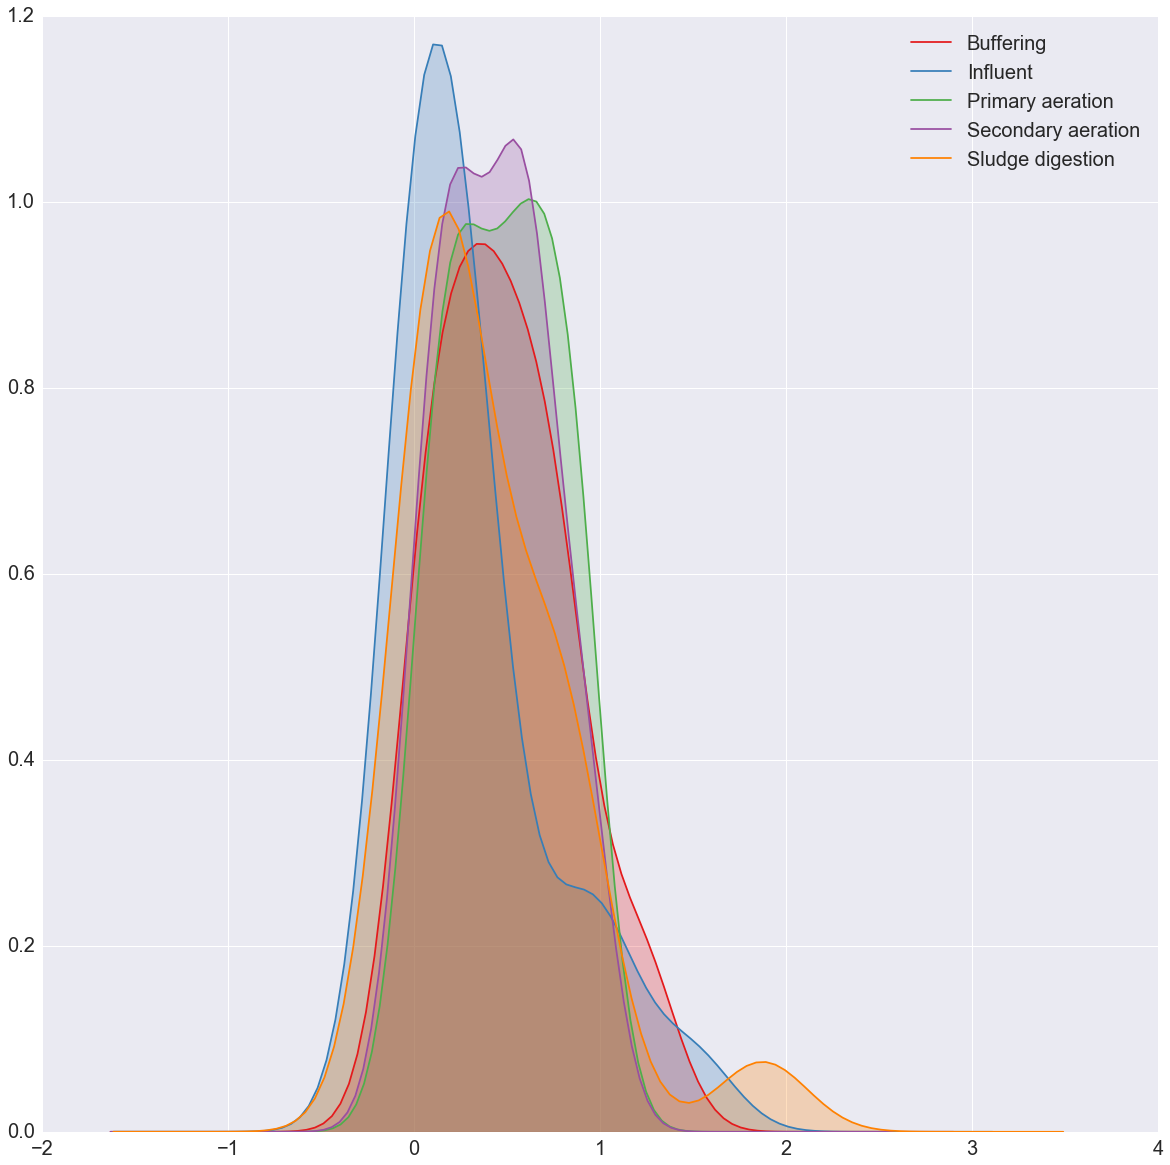 1.2
1.0
0.8
0.6
0.4
0.2
0.0
−2 −1 0 1 2 3 4
Buffering
Influent
Primary aeration
Secondary aeration
Sludge digestion